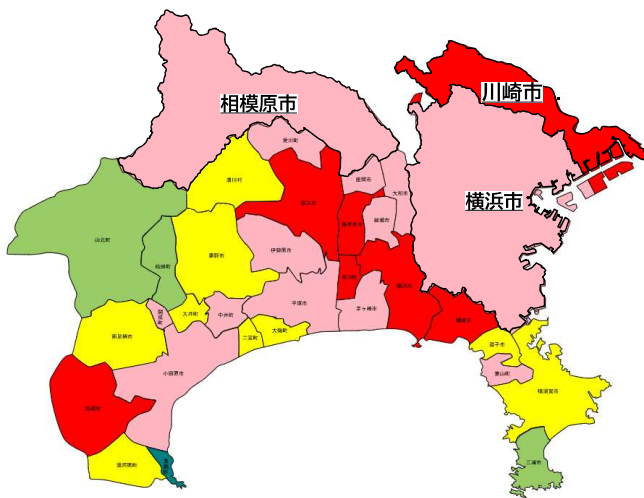 川崎市
相模原市
愛川町
座間市
清川村
大和市
厚木市
横浜市
海老名市
綾瀬市
山北町
秦野市
伊勢原市
松田町
寒川町
藤沢市
開成町
大井町
中井町
平塚市
茅ヶ崎市
鎌倉市
大磯町
二宮町
南足柄市
逗子市
葉山町
小田原市
横須賀市
箱根町
湯河原町
真鶴町
三浦市